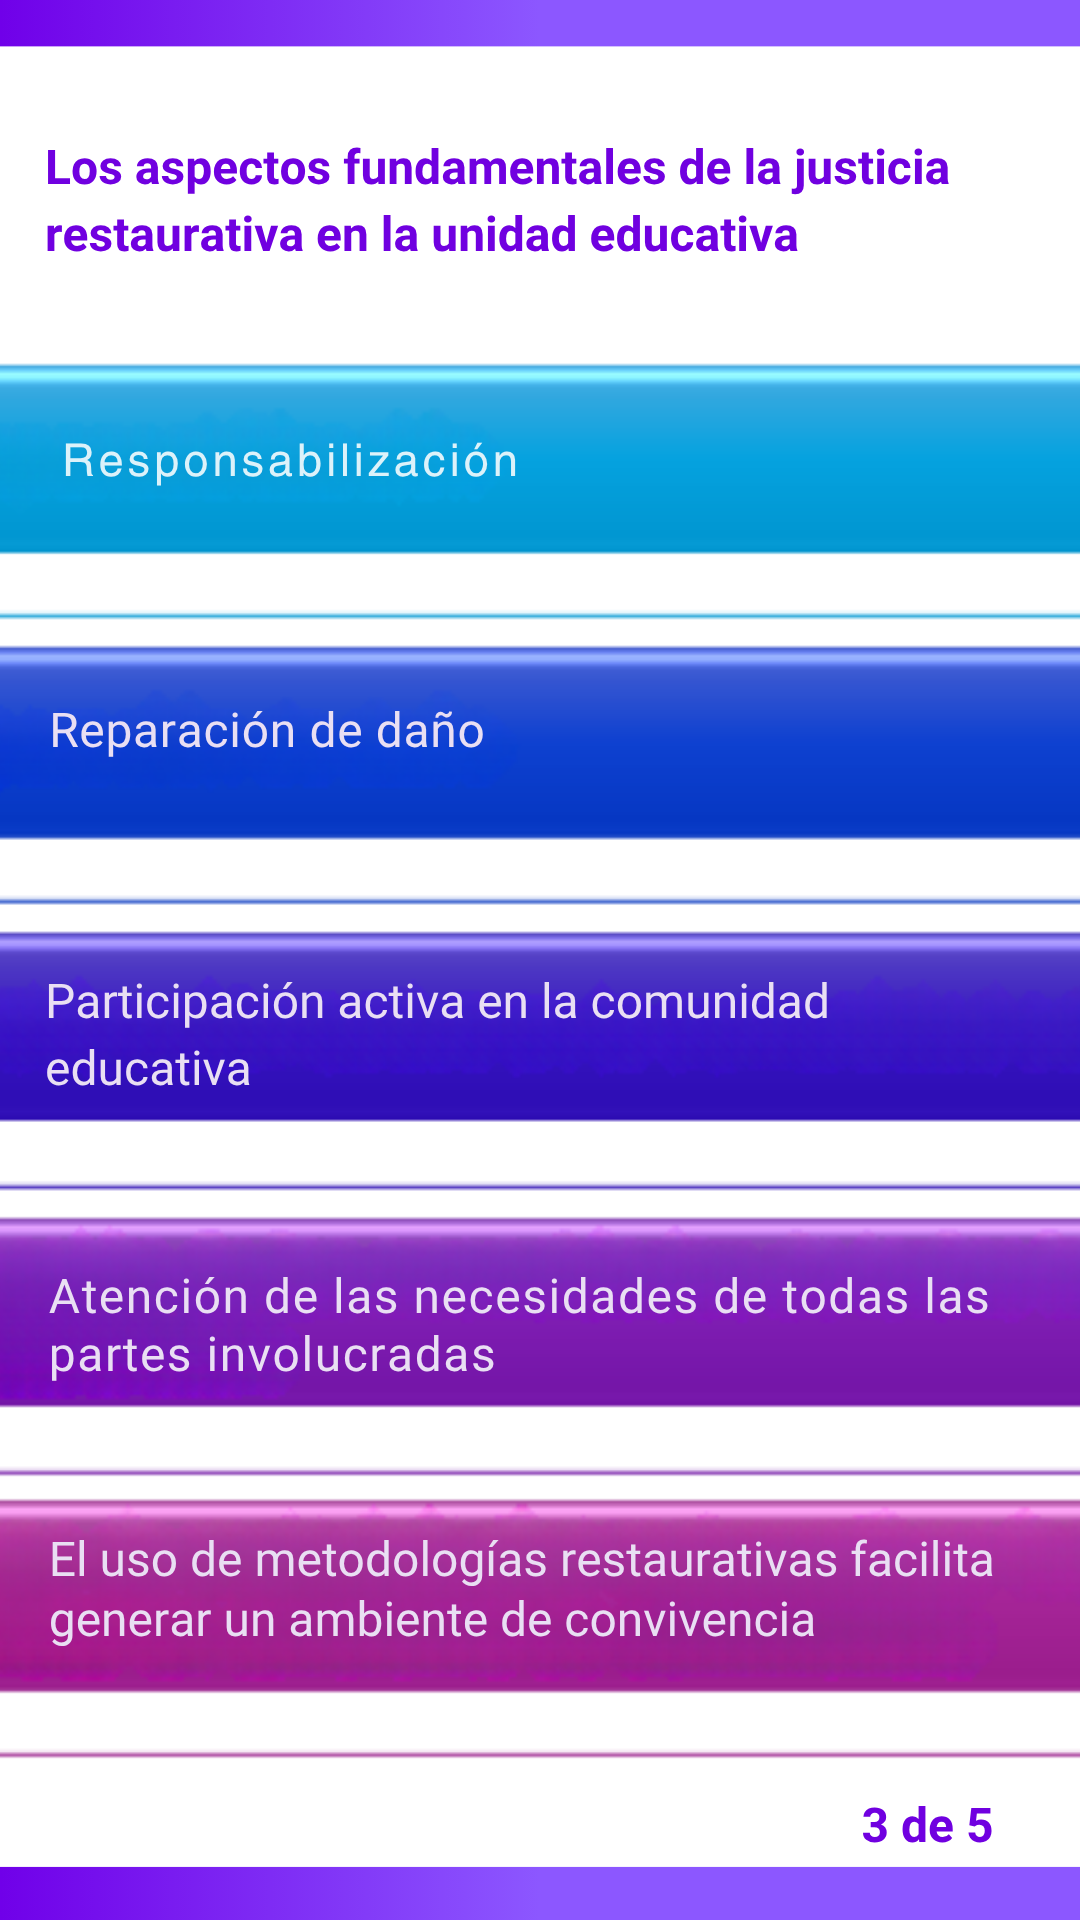 Los aspectos fundamentales de la justicia
restaurativa en la unidad educativa
Responsabilización
Reparación de daño
Participación activa en la comunidad
educativa
Atención de las necesidades de todas las
partes involucradas
El uso de metodologías restaurativas facilita
generar un ambiente de convivencia
3 de 5